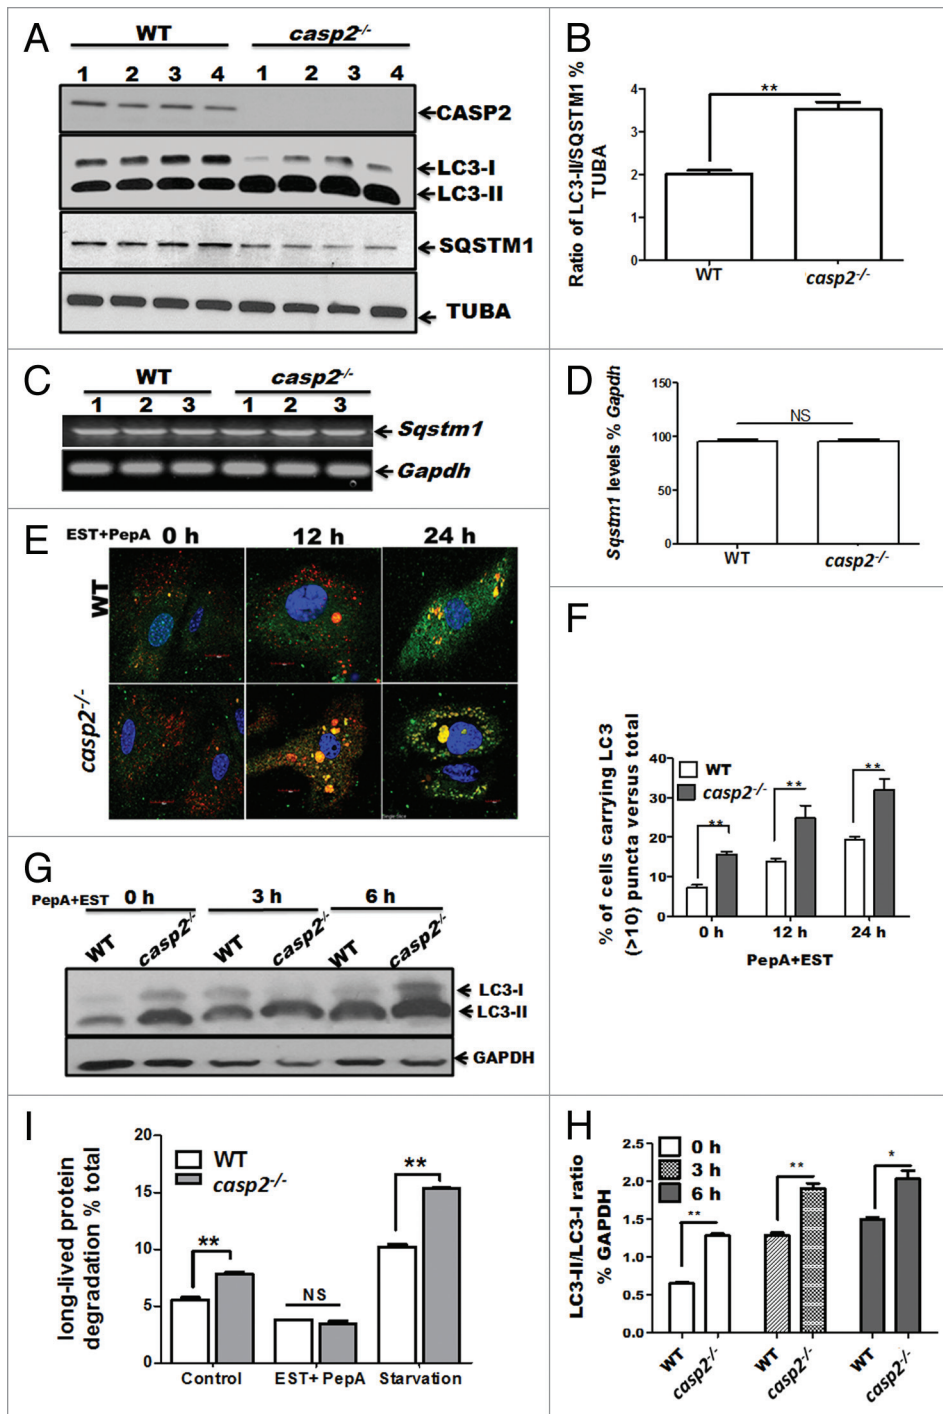 A
WT casp2-/-
1 2 3 4 1 2 3 4
CASP2
LC3-I
LC3-II
SQSTM1
TUBA
B
Ratio of LC3-II/SQSTM1 %
TUBA
4
3
2
1
0
**
WT casp2-/-
C
WT casp2-/-
1 2 3 1 2 3
Sqstm1
Gapdh
D
Sqstm1 levels % Gapdh
150
100
50
0
NS
WT casp2-/-
E
EST+PepA 0 h 12 h 24 h
WT
casp2-/-
F
% of cells carrying LC3
(>10) puncta versus total
40
30
20
10
0
WT
casp2-/-
** ** **
0 h 12 h 24 h
PepA+EST
G
PepA+EST 0 h 3 h 6 h
WT casp2-/- WT casp2-/- WT casp2-/-
LC3-I
LC3-II
GAPDH
I
long-lived protein
degradation % total
20
15
10
5
0
WT
casp2-/-
** NS **
Control EST+ PepA Starvation
H
LC3-II/LC3-I ratio
% GAPDH
2.5
2.0
1.5
1.0
0.5
0.0
0 h
3 h
6 h
** ** *
WT casp2-/- WT casp2-/- WT casp2-/-